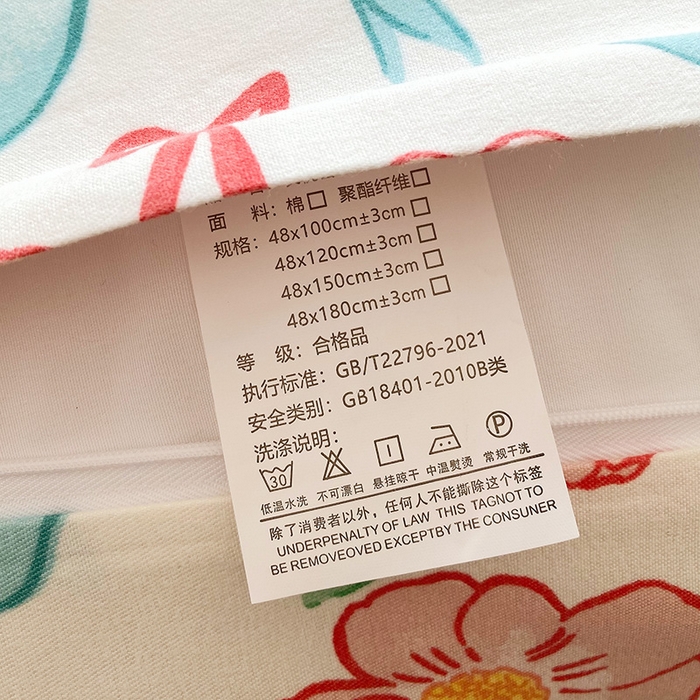 面 料：棉□ 聚酯纤维□
规格：48x100cm±3cm □
48x120cm±3cm □
48x150cm±3cm □
48x180cm±3cm □
等 级：合格品
执行标准：GB/T22796-2021
安全类别：GB18401-2010B类
洗涤说明：
30 P
低温水洗 不可漂白 悬挂晾干 中温熨烫 常规干洗
除了消费者以外，任何人不能撕除这个标签
UNDERPENALTY OF LAW THIS TAGNOT TO
BE REMOVEOVED EXCEPTBY THE CONSUNER